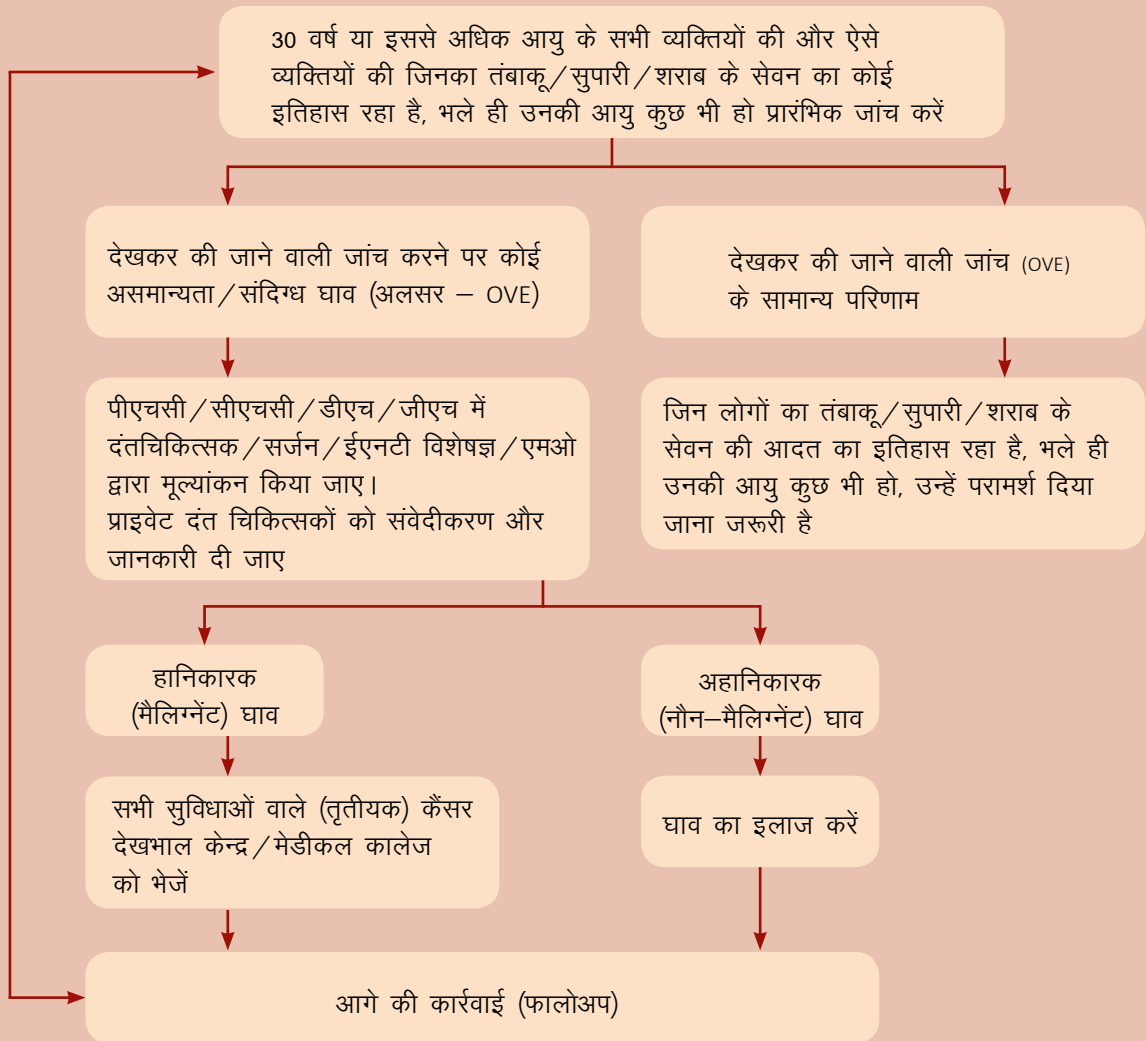 30 वर्ष या इससे अधिक आयु के सभी व्यक्तियों की और ऐसे
व्यक्तियों की जिनका तंबाकू/सुपारी/शराब के सेवन का कोई
इतिहास रहा है, भले ही उनकी आयु कुछ भी हो प्रारंभिक जांच करें
देखकर की जाने वाली जांच करने पर कोई
असमान्यता/संदिग्ध घाव (अलसर – OVE)
देखकर की जाने वाली जांच (OVE)
के सामान्य परिणाम
पीएचसी/सीएचसी/डीएच/जीएच में
दंतचिकित्सक/सर्जन/ईएनटी विशेषज्ञ/एमओ
द्वारा मूल्यांकन किया जाए।
प्राइवेट दंत चिकित्सकों को संवेदीकरण और
जानकारी दी जाए
जिन लोगों का तंबाकू/सुपारी/शराब के
सेवन की आदत का इतिहास रहा है, भले ही
उनकी आयु कुछ भी हो, उन्हें परामर्श दिया
जाना जरूरी है
हानिकारक
(मैलिग्नेंट) घाव
अहानिकारक
(नौन–मैलिग्नेंट) घाव
सभी सुविधाओं वाले (तृतीयक) कैंसर
देखभाल केन्द्र/मेडीकल कालेज
को भेजें
घाव का इलाज करें
आगे की कार्रवाई (फालोअप)